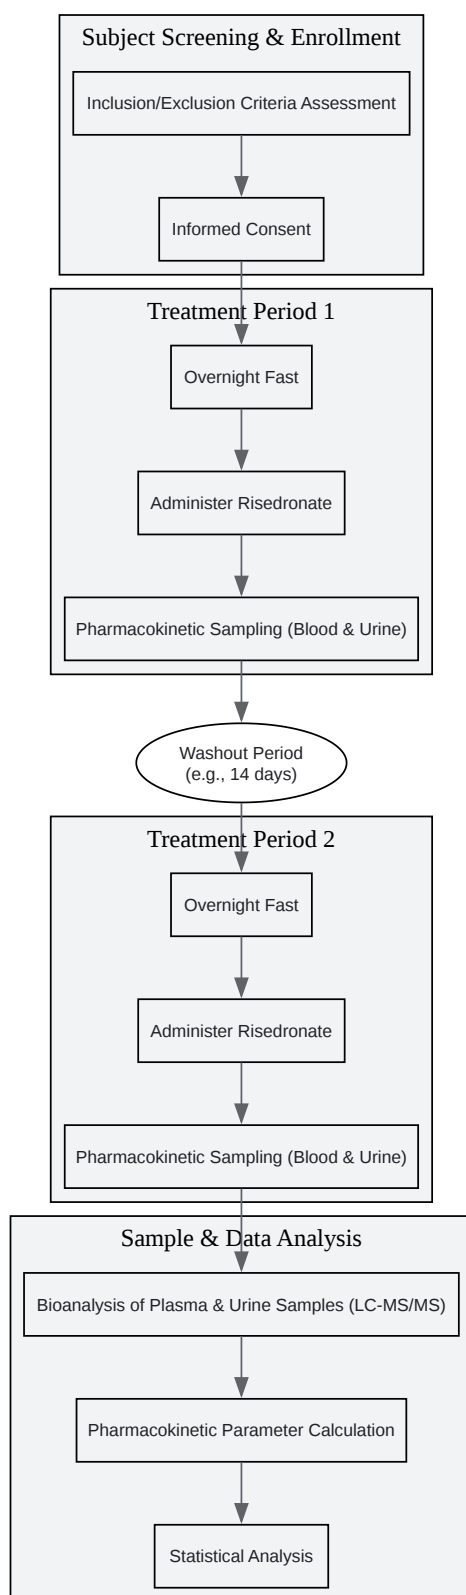 Subject Screening & Enrollment
Inclusion/Exclusion Criteria Assessment
Informed Consent
Treatment Period 1
Overnight Fast
Administer Risedronate
Pharmacokinetic Sampling (Blood & Urine)
Washout Period
(e.g., 14 days)
Treatment Period 2
Overnight Fast
Administer Risedronate
Pharmacokinetic Sampling (Blood & Urine)
Sample & Data Analysis
Bioanalysis of Plasma & Urine Samples (LC-MS/MS)
Pharmacokinetic Parameter Calculation
Statistical Analysis